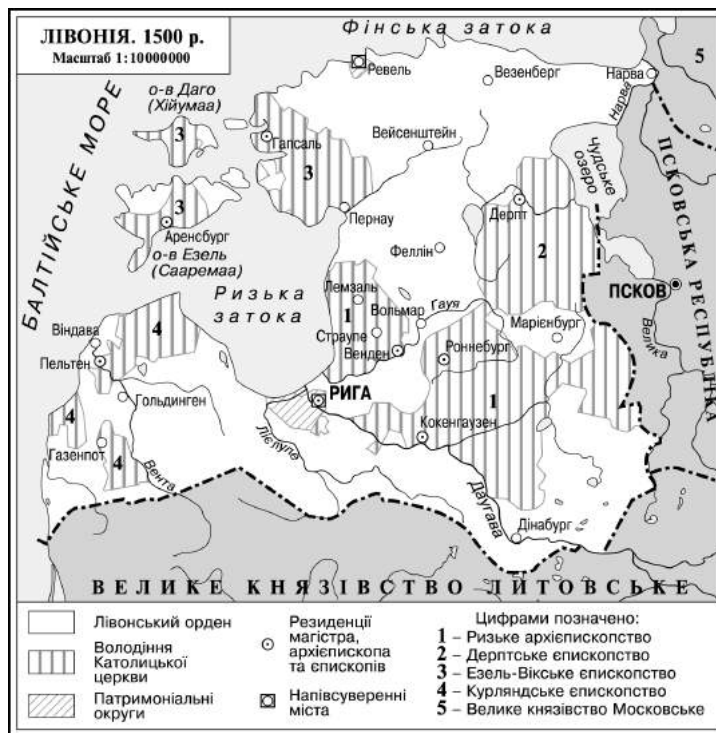 ЛІВОНІЯ. 1500 р.
Масштаб 1:10000000
Фінська затока
БАЛТІЙСЬКЕ МОРЕ
о-в Даго
(Хійумаа)
3
Ревель
Везенберг
Нарва
Нарва
5
Гапсаль
3
Вейсенштейн
Чудське
озеро
ПСКОВСЬКА РЕСПУБЛІКА
3
Аренсбург
о-в Езель
(Сааремаа)
Пернау
Дерпт
Феллін
2
ПСКОВ
Велика
Ризька
затока
Лемзаль
1
Вольмар
Гауя
Страупе
Венден
Марієнбург
Роннебург
4
Віндава
Пельтен
Гольдинген
РИГА
1
Кокенгаузен
4
Газенпот
4
Вента
Лієлупе
Даугава
Дінабург
ВЕЛИКЕ КНЯЗІВСТВО ЛИТОВСЬКЕ
Лівонський орден
Володіння
Католицької
церкви
Патримоніальні
округи
Резиденції
магістра,
архієпископа
та єпископів
Напівсуверенні
міста
Цифрами позначено:
1 – Ризьке архієпископство
2 – Дерптське єпископство
3 – Езель-Вікське єпископство
4 – Курляндське єпископство
5 – Велике князівство Московське